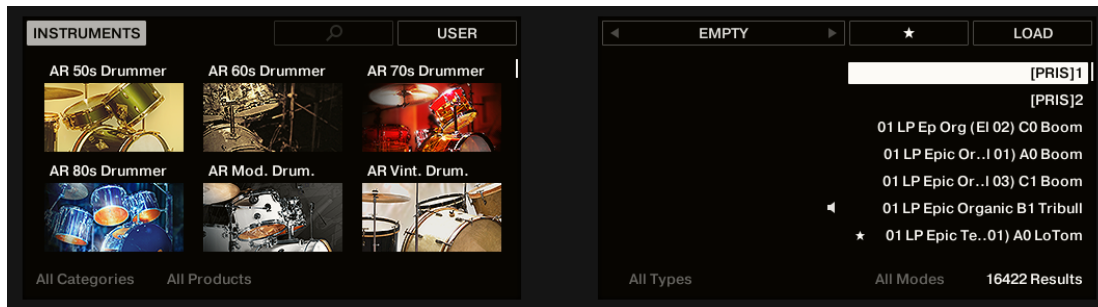 INSTRUMENTS USER
AR 50s Drummer AR 60s Drummer AR 70s Drummer
AR 80s Drummer AR Mod. Drum. AR Vint. Drum.
All Categories All Products
EMPTY ★ LOAD
[PRIS]1
[PRIS]2
01 LP Ep Org (El 02) C0 Boom
01 LP Epic Or..l 01) A0 Boom
01 LP Epic Or..l 03) C1 Boom
01 LP Epic Organic B1 Tribull
★ 01 LP Epic Te..01) A0 LoTom
All Types All Modes 16422 Results